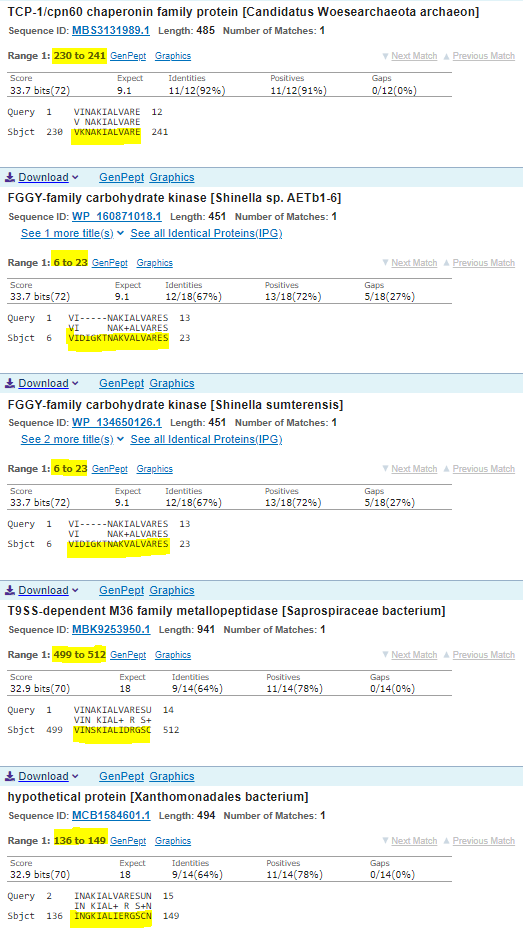 TCP-1/cpn60 chaperonin family protein [Candidatus Woesearchaeota archaeon]
Sequence ID: MBS3131989.1 Length: 485 Number of Matches: 1
Range 1: 230 to 241 GenPept Graphics ▼ Next Match ▲ Previous Match
Score Expect Identities Positives Gaps
33.7 bits(72) 9.1 11/12(92%) 11/12(91%) 0/12(0%)
Query 1 VINAKIALVARE 12
V NAKIALVARE
Sbjct 230 VKNAKIALVARE 241
Download GenPept Graphics
FGGY-family carbohydrate kinase [Shinella sp. AETb1-6]
Sequence ID: WP_160871018.1 Length: 451 Number of Matches: 1
See 1 more title(s) See all Identical Proteins(IPG)
Range 1: 6 to 23 GenPept Graphics ▼ Next Match ▲ Previous Match
Score Expect Identities Positives Gaps
33.7 bits(72) 9.1 12/18(67%) 13/18(72%) 5/18(27%)
Query 1 VI-----NAKIALVARES 13
VI NAK+ALVARES
Sbjct 6 VIDIGKTNAKVALVARES 23
Download GenPept Graphics
FGGY-family carbohydrate kinase [Shinella sumterensis]
Sequence ID: WP_134650126.1 Length: 451 Number of Matches: 1
See 2 more title(s) See all Identical Proteins(IPG)
Range 1: 6 to 23 GenPept Graphics ▼ Next Match ▲ Previous Match
Score Expect Identities Positives Gaps
33.7 bits(72) 9.1 12/18(67%) 13/18(72%) 5/18(27%)
Query 1 VI-----NAKIALVARES 13
VI NAK+ALVARES
Sbjct 6 VIDIGKTNAKVALVARES 23
Download GenPept Graphics
T9SS-dependent M36 family metallopeptidase [Saprospiraceae bacterium]
Sequence ID: MBK9253950.1 Length: 941 Number of Matches: 1
Range 1: 499 to 512 GenPept Graphics ▼ Next Match ▲ Previous Match
Score Expect Identities Positives Gaps
32.9 bits(70) 18 9/14(64%) 11/14(78%) 0/14(0%)
Query 1 VINAKIALVARESU 14
VIN KIAL+ R S+
Sbjct 499 VINSKIALIDRGSC 512
Download GenPept Graphics
hypothetical protein [Xanthomonadales bacterium]
Sequence ID: MCB1584601.1 Length: 494 Number of Matches: 1
Range 1: 136 to 149 GenPept Graphics ▼ Next Match ▲ Previous Match
Score Expect Identities Positives Gaps
32.9 bits(70) 18 9/14(64%) 11/14(78%) 0/14(0%)
Query 2 INAKIALVARESUN 15
IN KIAL+ R S+N
Sbjct 136 INGKIALIERGSCN 149